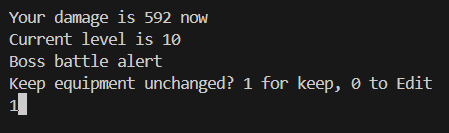 Your damage is 592 now
Current level is 10
Boss battle alert
Keep equipment unchanged? 1 for keep, 0 to Edit
1